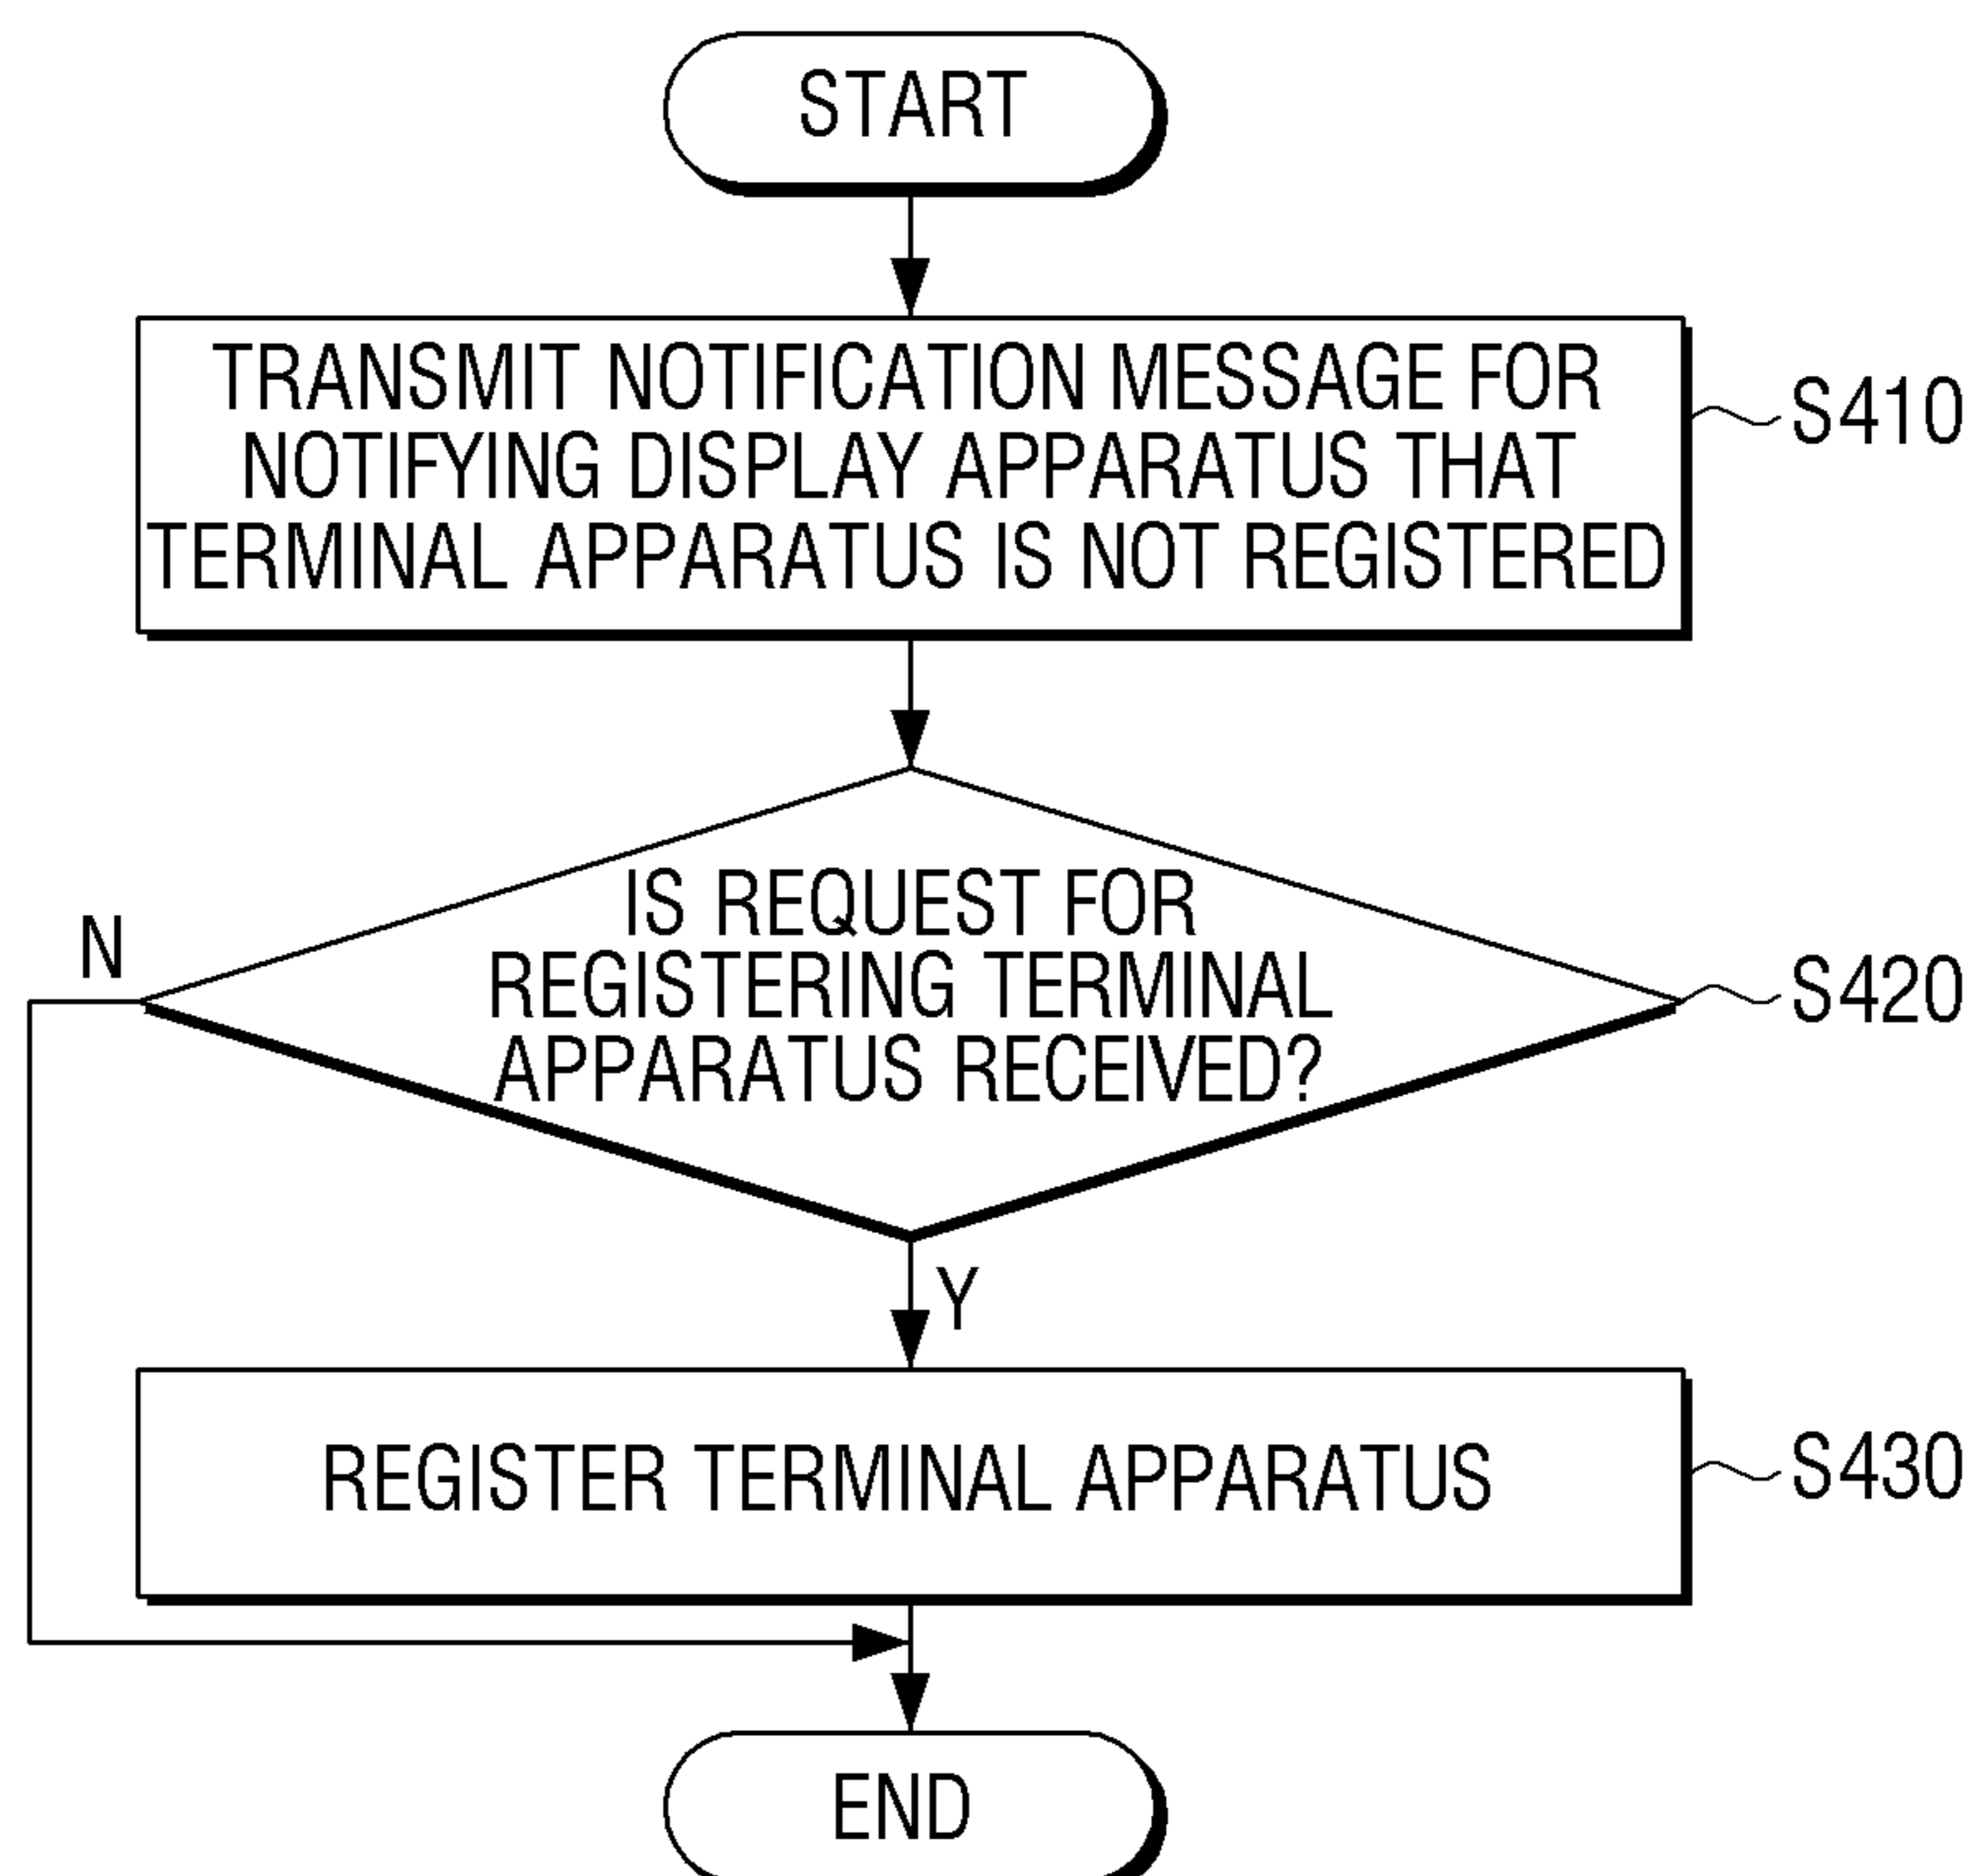 START
TRANSMIT NOTIFICATION MESSAGE FOR
NOTIFYING DISPLAY APPARATUS THAT
TERMINAL APPARATUS IS NOT REGISTERED
S410
IS REQUEST FOR
REGISTERING TERMINAL
APPARATUS RECEIVED?
N
S420
Y
REGISTER TERMINAL APPARATUS
S430
END